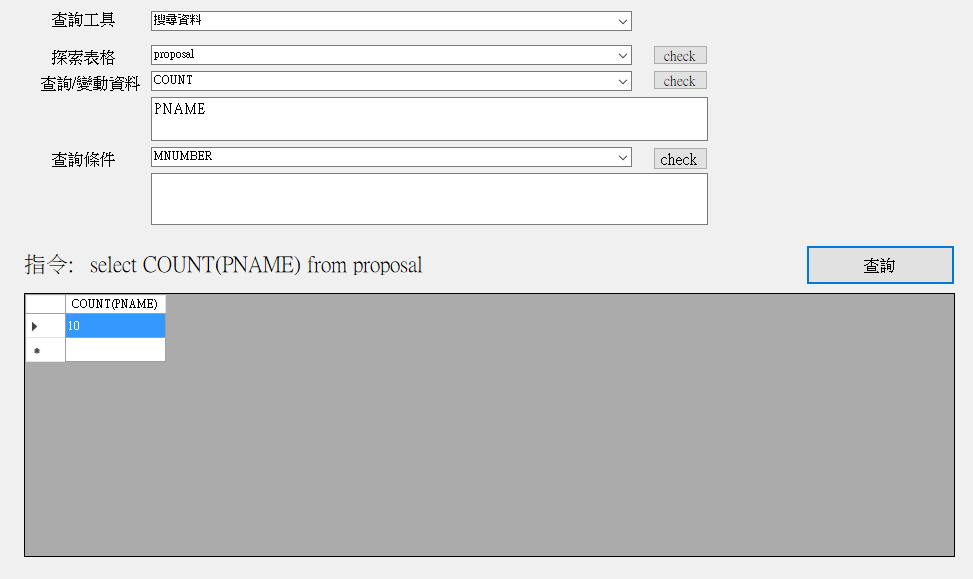 查詢工具 搜尋資料
探索表格 proposal check
查詢/變動資料 COUNT check
PNAME
查詢條件 MNUMBER check
指令: select COUNT(PNAME) from proposal 查詢
COUNT(PNAME)
10